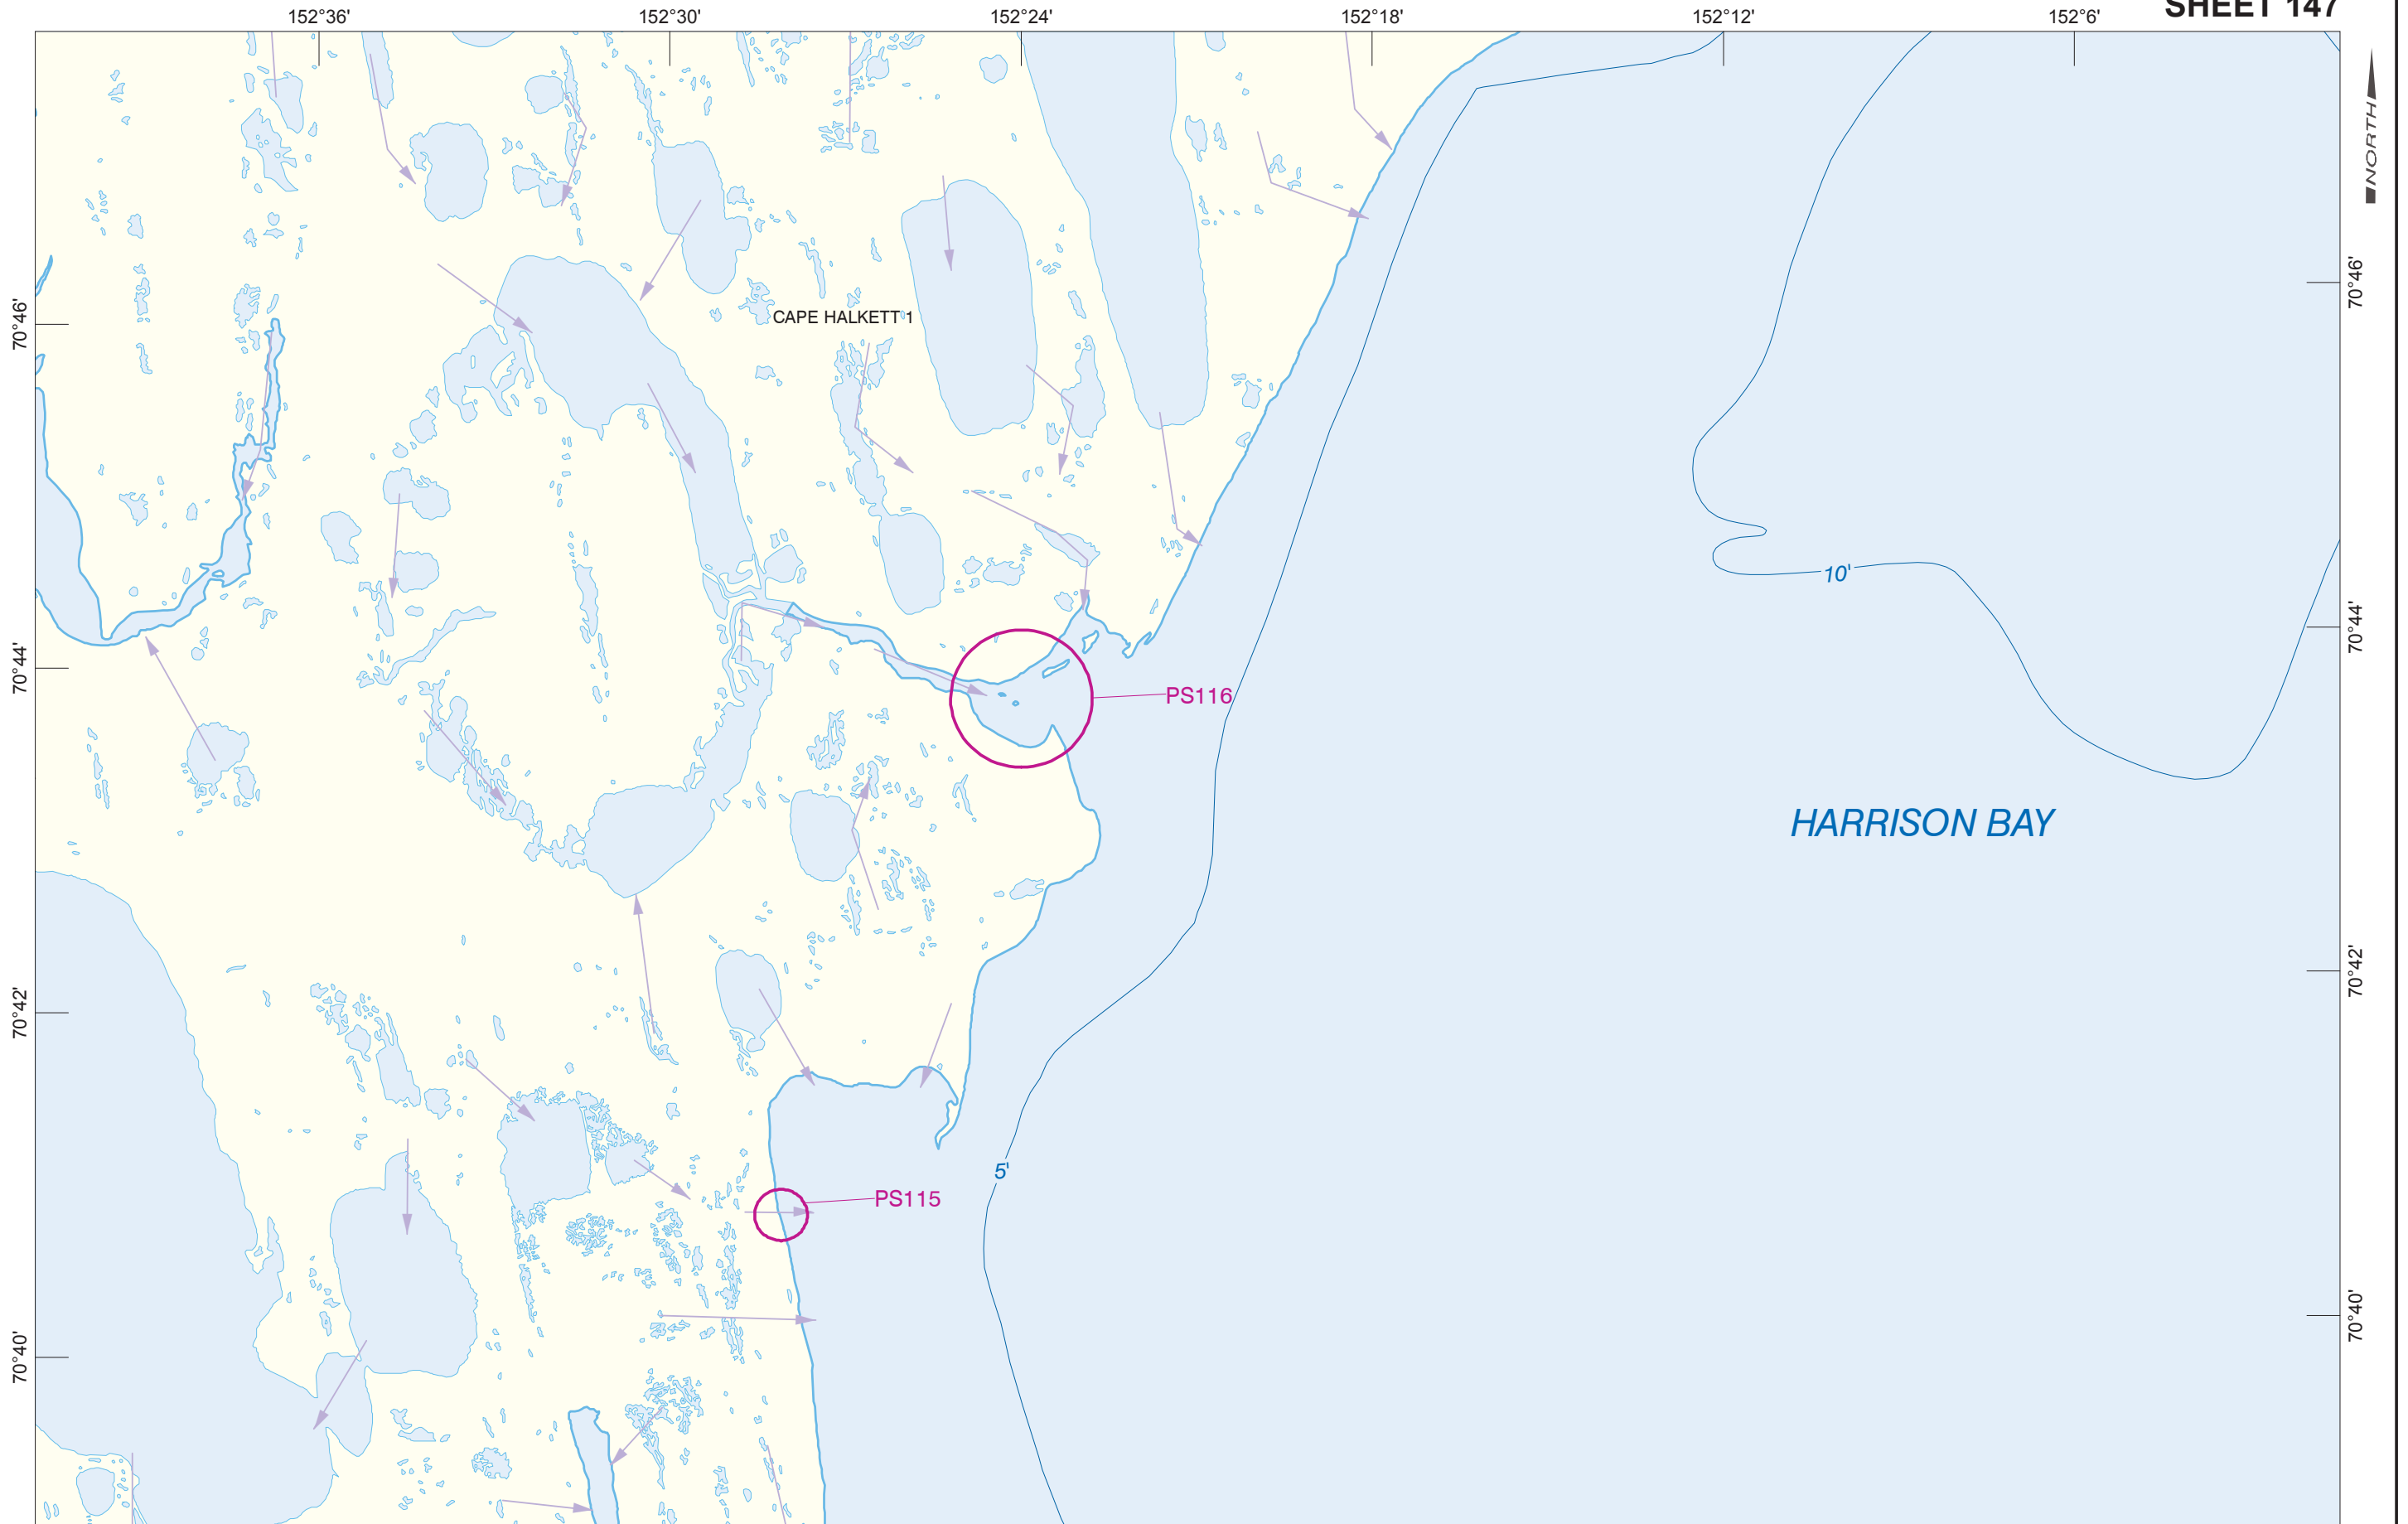 SHEET 147
152°36' 152°30' 152°24' 152°18' 152°12' 152°6'
NORTH
70°46' 70°46'
CAPE HALKETT 1
10'
70°44' 70°44'
PS116
HARRISON BAY
70°42' 70°42'
5'
PS115
70°40' 70°40'